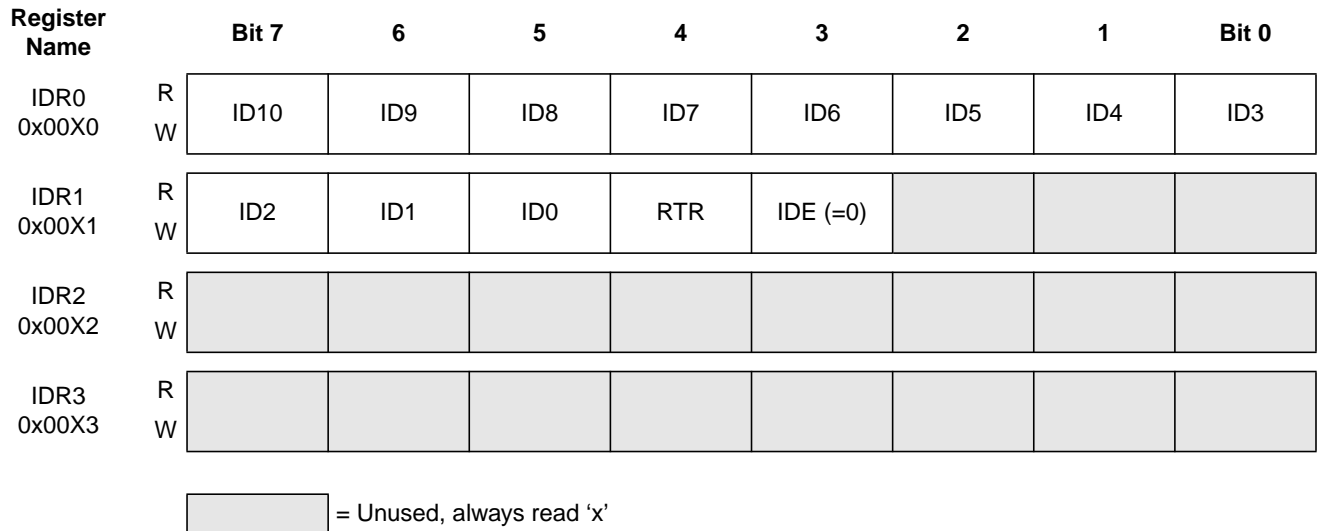 Register Name Bit 7 6 5 4 3 2 1 Bit 0
IDR0 0x00X0 R W ID10 ID9 ID8 ID7 ID6 ID5 ID4 ID3
IDR1 0x00X1 R W ID2 ID1 ID0 RTR IDE (=0)
IDR2 0x00X2 R W
IDR3 0x00X3 R W
= Unused, always read ‘x’